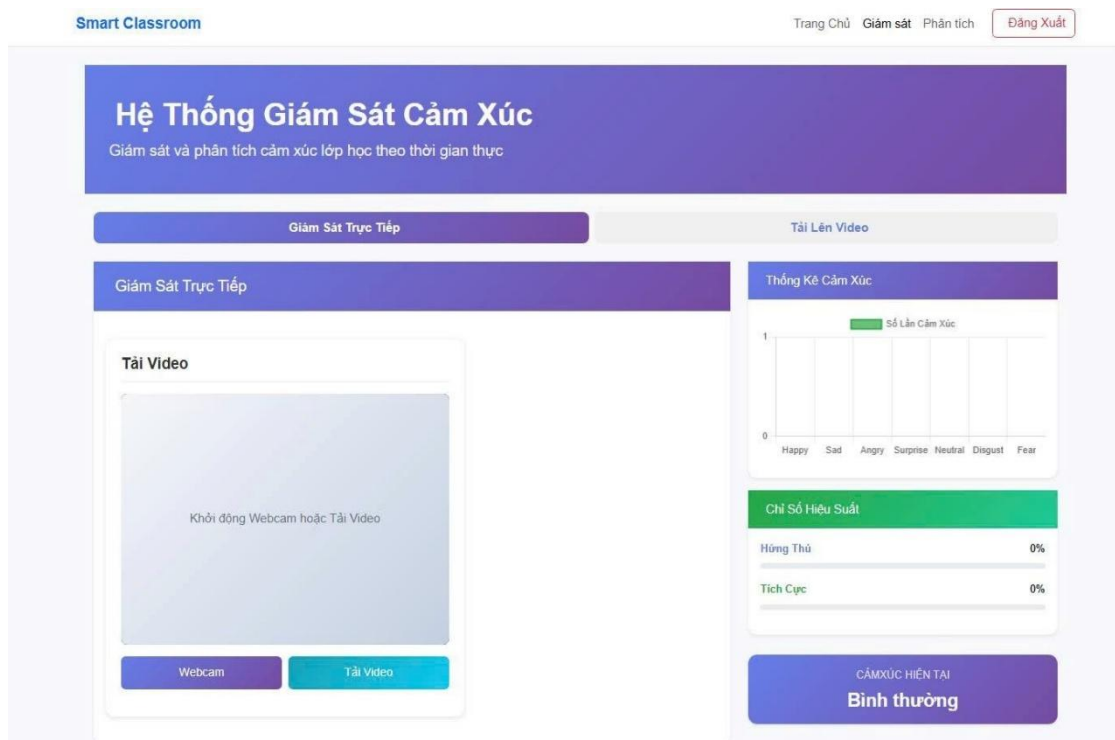 Smart Classroom
Trang Chủ Giám sát Phân tích Đăng Xuất
Hệ Thống Giám Sát Cảm Xúc
Giám sát và phân tích cảm xúc lớp học theo thời gian thực
Giám Sát Trực Tiếp
Tải Lên Video
Giám Sát Trực Tiếp
Tải Video
Khởi động Webcam hoặc Tải Video
Webcam
Tải Video
Thống Kê Cảm Xúc
Số Lần Cảm Xúc
1
0
Happy Sad Angry Surprise Neutral Disgust Fear
Chỉ Số Hiệu Suất
Hứng Thú 0%
Tích Cực 0%
CẢMXÚC HIỆN TẠI
Bình thường